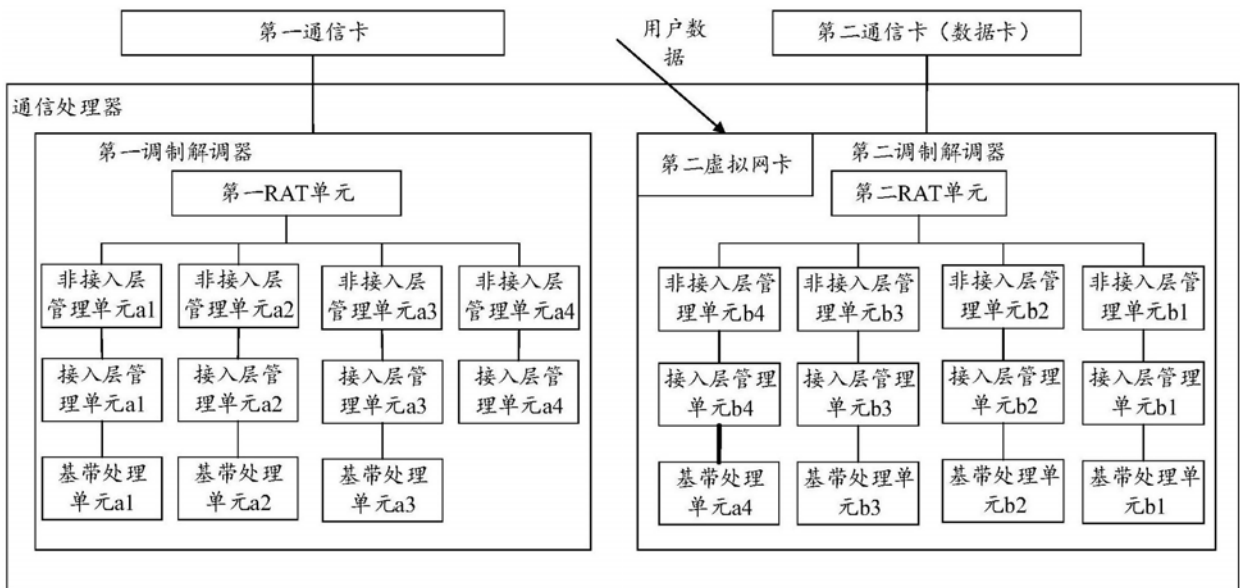 第一通信卡
用户数
据
第二通信卡（数据卡）
通信处理器
第一调制解调器
第一RAT单元
非接入层
管理单元a1
非接入层
管理单元a2
非接入层
管理单元a3
非接入层
管理单元a4
接入层管
理单元a1
接入层管
理单元a2
接入层管
理单元a3
接入层管
理单元a4
基带处理
单元a1
基带处理
单元a2
基带处理
单元a3
第二虚拟网卡
第二调制解调器
第二RAT单元
非接入层管
理单元b4
非接入层管
理单元b3
非接入层管
理单元b2
非接入层管
理单元b1
接入层管理
单元b4
接入层管理
单元b3
接入层管理
单元b2
接入层管理
单元b1
基带处理
单元a4
基带处理单
元b3
基带处理单
元b2
基带处理单
元b1